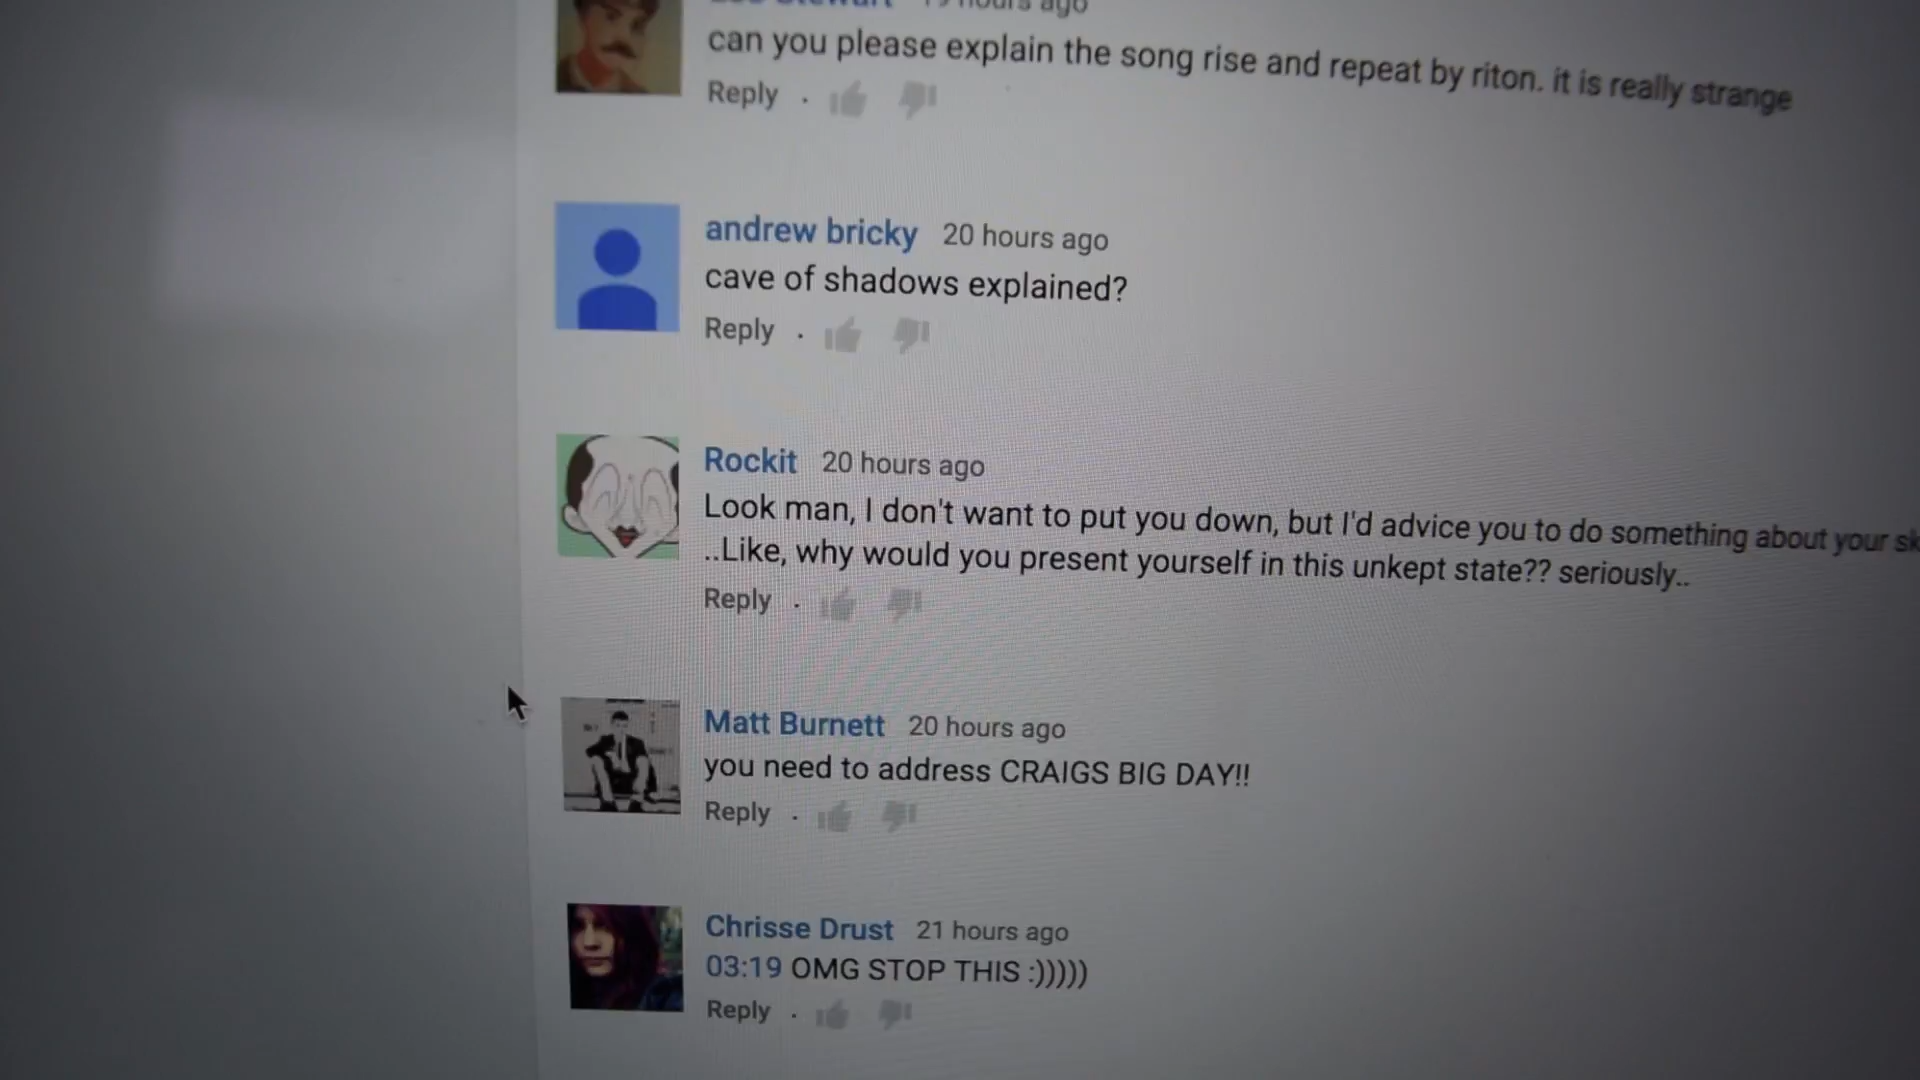 hours ago
can you please explain the song rise and repeat by riton. it is really strange
Reply .
andrew bricky 20 hours ago
cave of shadows explained?
Reply .
Rockit 20 hours ago
Look man, I don't want to put you down, but I'd advice you to do something about your
..Like, why would you present yourself in this unkept state?? seriously..
Reply .
Matt Burnett 20 hours ago
you need to address CRAIGS BIG DAY!!
Reply .
Chrisse Drust 21 hours ago
03:19 OMG STOP THIS :)))))
Reply .